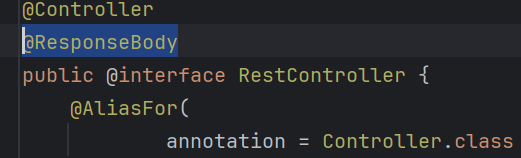 @Controller
@ResponseBody
public @interface RestController {
@AliasFor(
annotation = Controller.class